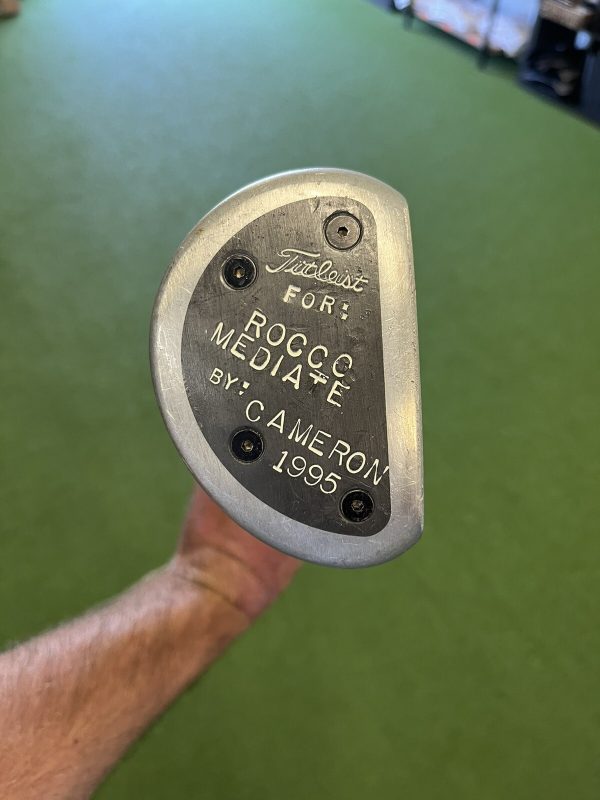 Titleist
FOR:
ROCCO
MEDIATE
BY:
CAMERON
1995